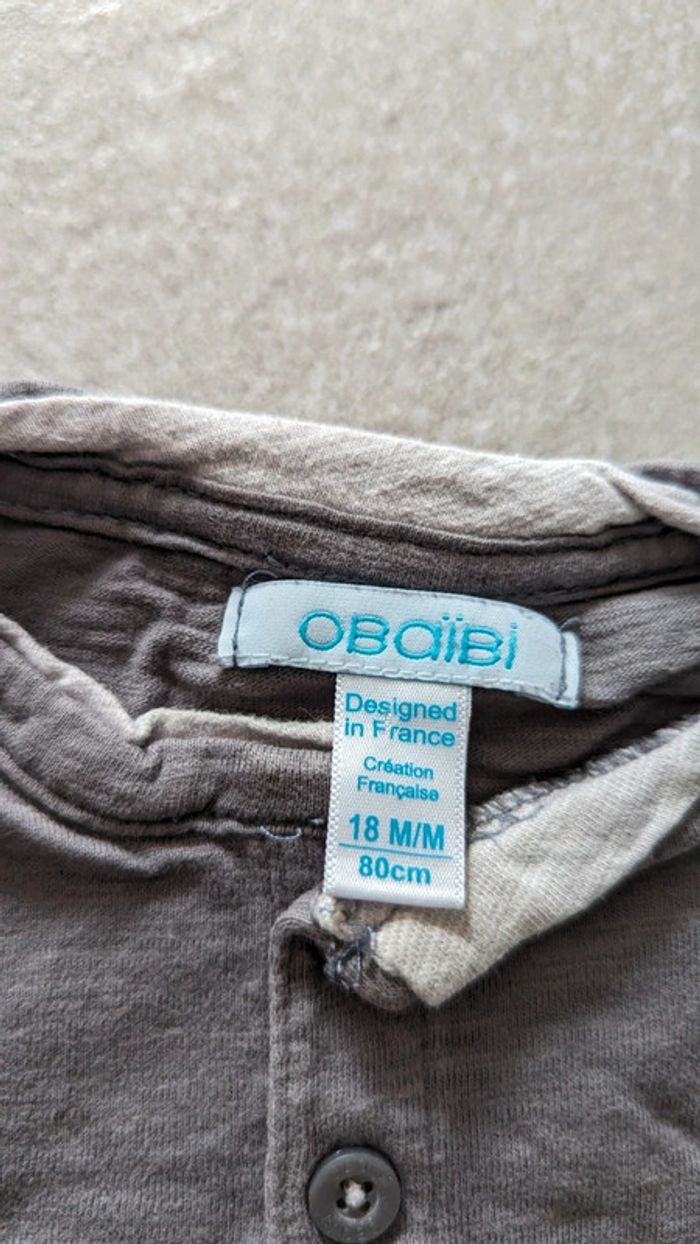 OBaïBi
Designed
in France
Création
Française
18 M/M
80cm